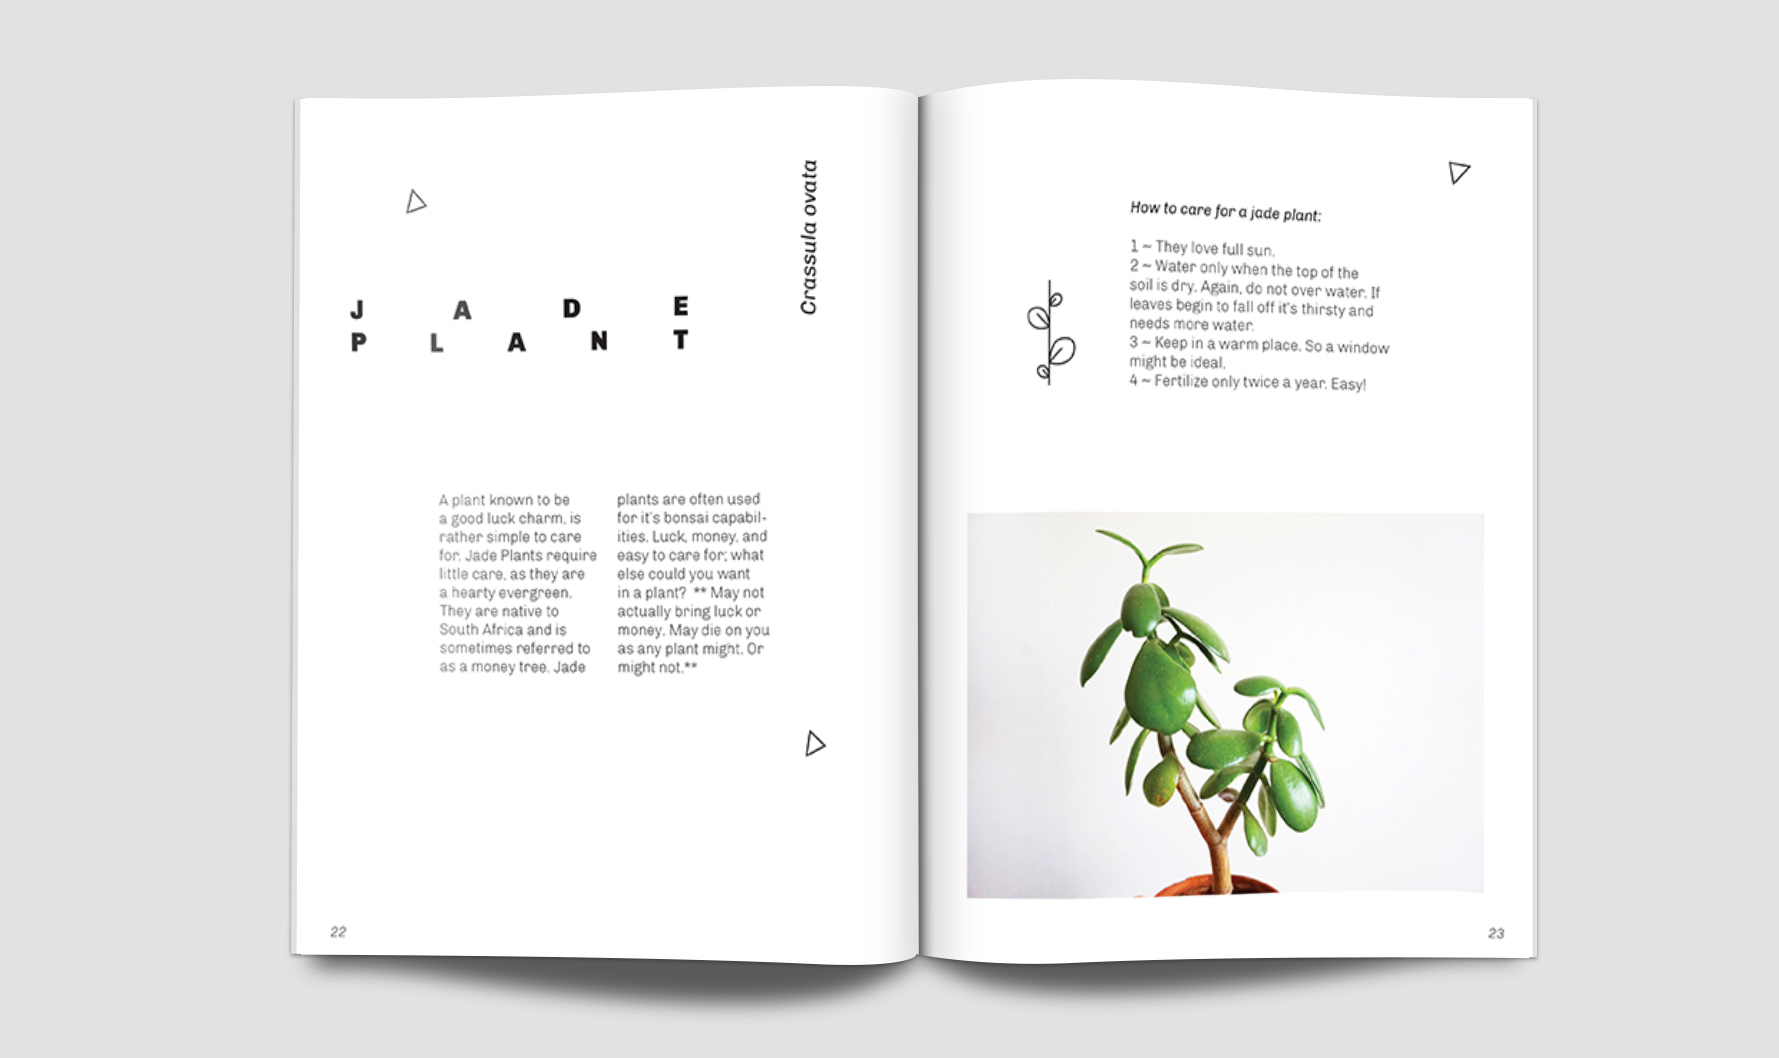 Crassula ovata
JADE
PLANT
A plant known to be
a good luck charm, is
rather simple to care
for. Jade Plants require
little care, as they are
a hearty evergreen.
They are native to
South Africa and is
sometimes referred to
as a money tree. Jade
plants are often used
for it's bonsai capabil-
ities. Luck, money, and
easy to care for; what
else could you want
in a plant? ** May not
actually bring luck or
money. May die on you
as any plant might. Or
might not.**
22
How to care for a jade plant:
1 ~ They love full sun.
2 ~ Water only when the top of the
soil is dry. Again, do not over water. If
leaves begin to fall off it's thirsty and
needs more water.
3 ~ Keep in a warm place. So a window
might be ideal.
4 ~ Fertilize only twice a year. Easy!
23